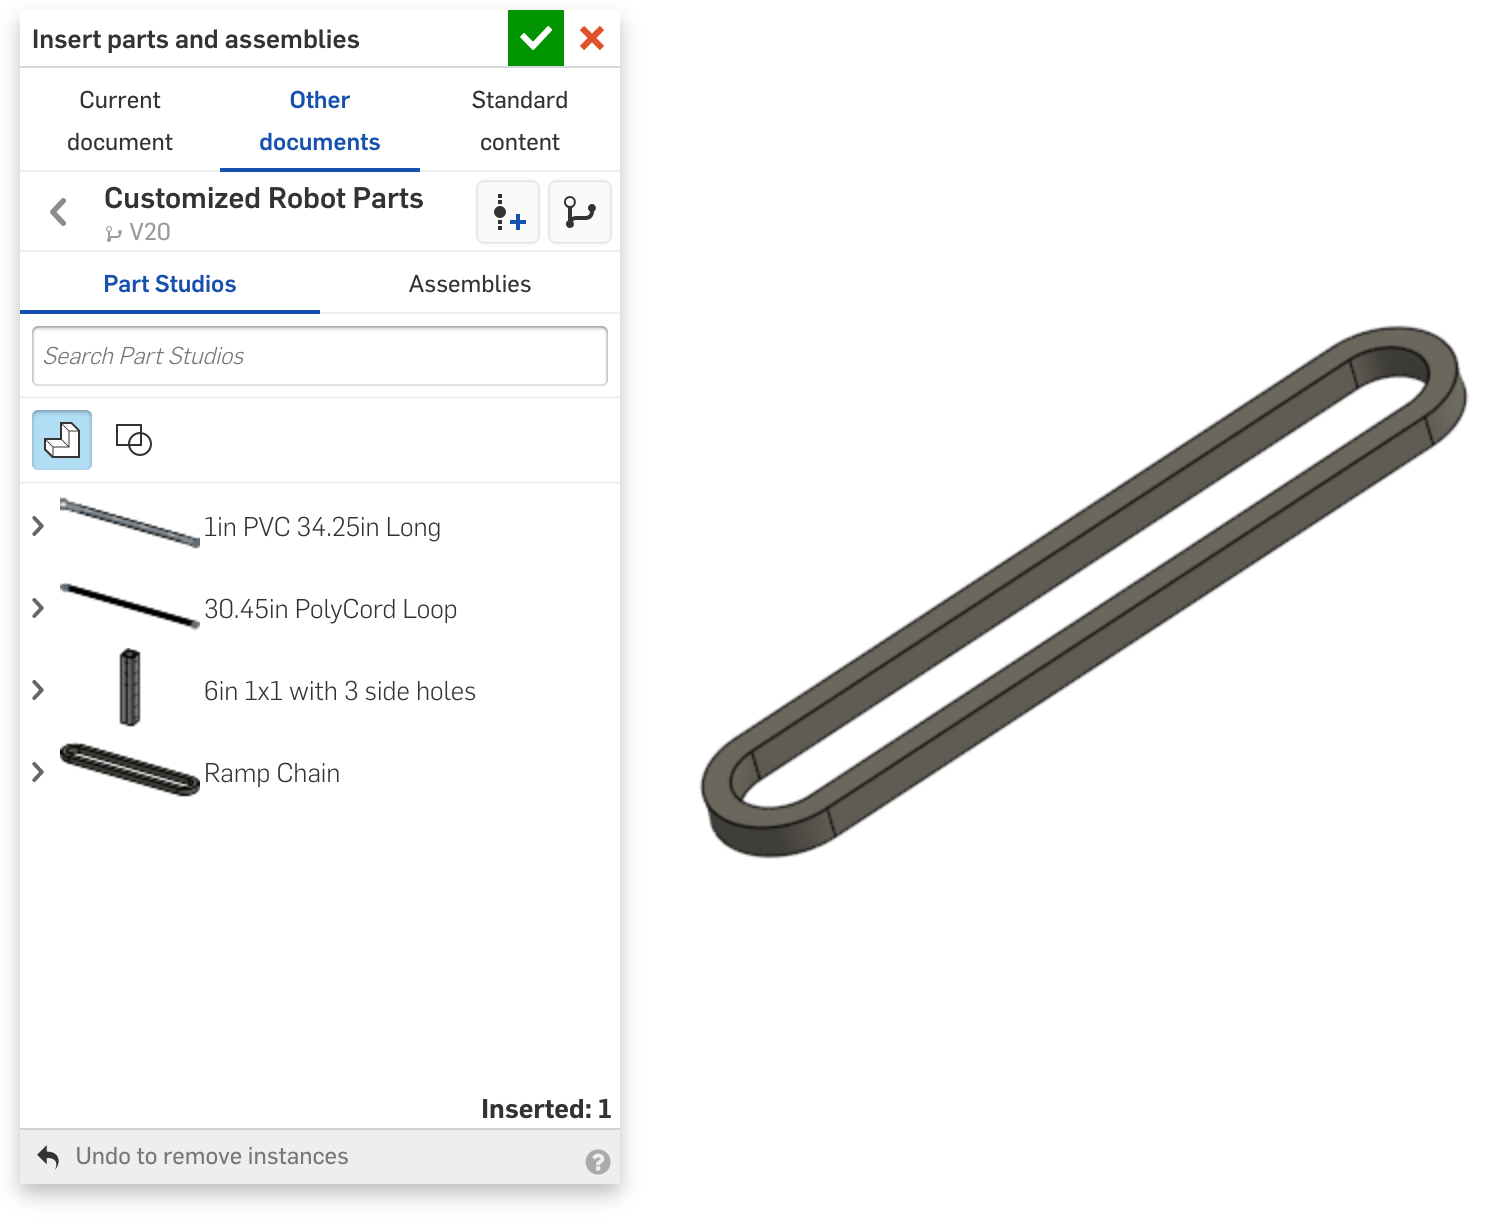 Insert parts and assemblies
Current document
Other documents
Standard content
Customized Robot Parts
V20
Part Studios
Assemblies
Search Part Studios
1in PVC 34.25in Long
30.45in PolyCord Loop
6in 1x1 with 3 side holes
Ramp Chain
Inserted: 1
Undo to remove instances
?